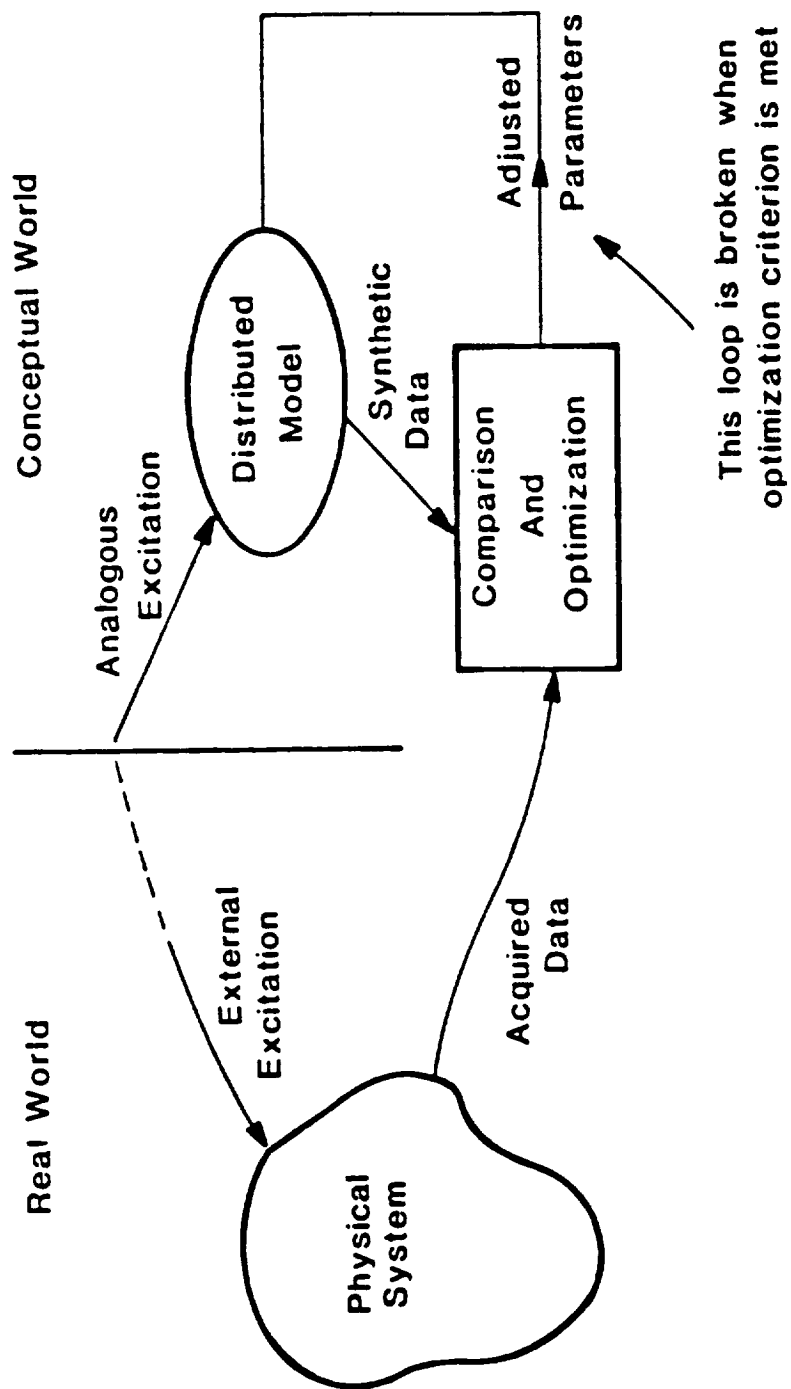 Real World
Conceptual World
External
Excitation
Analogous
Excitation
Physical
System
Distributed
Model
Acquired
Data
Synthetic
Data
Comparison
And
Optimization
Adjusted
Parameters
This loop is broken when
optimization criterion is met